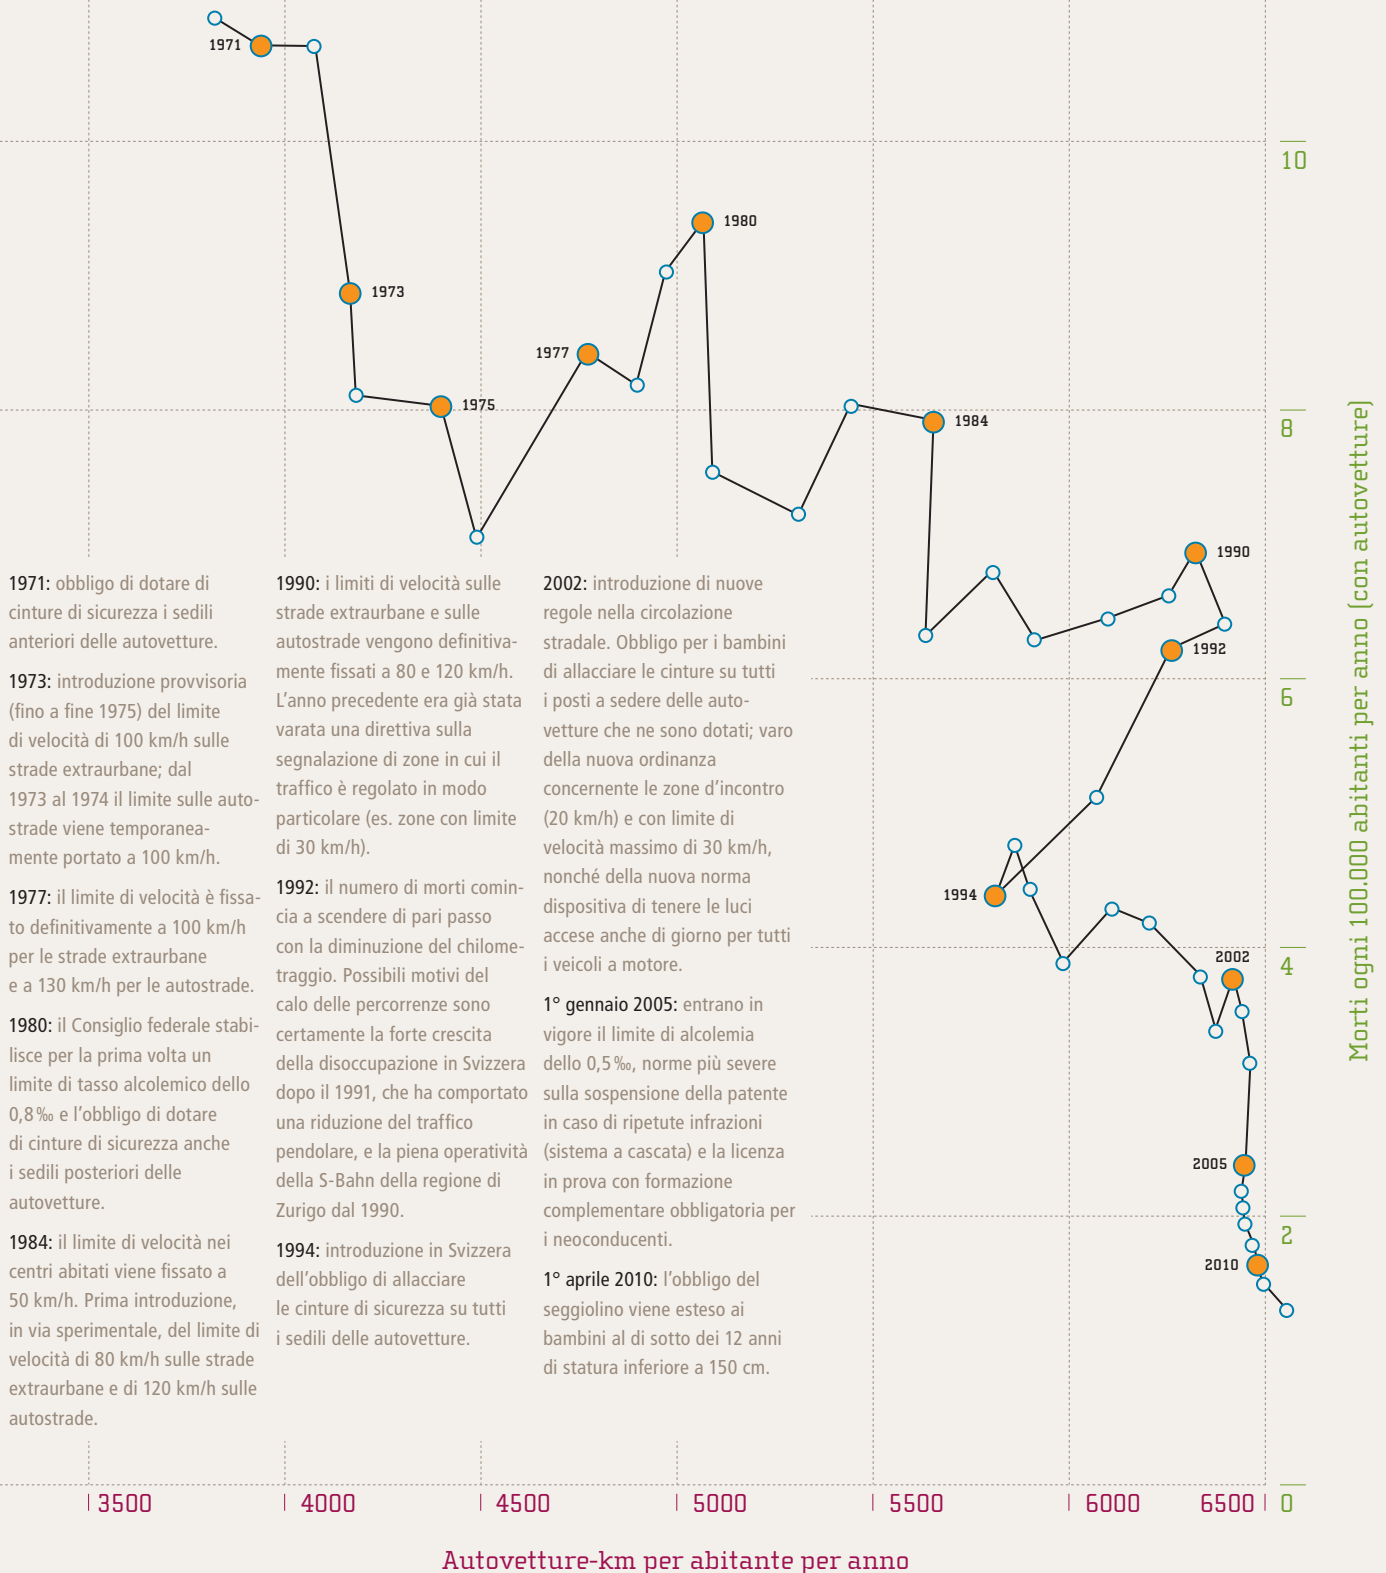 1971
10
1980
1973
1977
1975
8
1984
1990
1992
6
1994
4
2002
2005
2
2010
0
1971: obbligo di dotare di
cinture di sicurezza i sedili
anteriori delle autovetture.
1973: introduzione provvisoria
(fino a fine 1975) del limite
di velocità di 100 km/h sulle
strade extraurbane; dal
1973 al 1974 il limite sulle auto-
strade viene temporanea-
mente portato a 100 km/h.
1977: il limite di velocità è fissa-
to definitivamente a 100 km/h
per le strade extraurbane
e a 130 km/h per le autostrade.
1980: il Consiglio federale stabi-
lisce per la prima volta un
limite di tasso alcolemico dello
0,8 ‰ e l’obbligo di dotare
di cinture di sicurezza anche
i sedili posteriori delle
autovetture.
1984: il limite di velocità nei
centri abitati viene fissato a
50 km/h. Prima introduzione,
in via sperimentale, del limite di
velocità di 80 km/h sulle strade
extraurbane e di 120 km/h sulle
autostrade.
1990: i limiti di velocità sulle
strade extraurbane e sulle
autostrade vengono definitiva-
mente fissati a 80 e 120 km/h.
L’anno precedente era già stata
varata una direttiva sulla
segnalazione di zone in cui il
traffico è regolato in modo
particolare (es. zone con limite
di 30 km/h).
1992: il numero di morti comin-
cia a scendere di pari passo
con la diminuzione del chilome-
traggio. Possibili motivi del
calo delle percorrenze sono
certamente la forte crescita
della disoccupazione in Svizzera
dopo il 1991, che ha comportato
una riduzione del traffico
pendolare, e la piena operatività
della S-Bahn della regione di
Zurigo dal 1990.
1994: introduzione in Svizzera
dell’obbligo di allacciare
le cinture di sicurezza su tutti
i sedili delle autovetture.
2002: introduzione di nuove
regole nella circolazione
stradale. Obbligo per i bambini
di allacciare le cinture su tutti
i posti a sedere delle auto-
vetture che ne sono dotati; varo
della nuova ordinanza
concernente le zone d’incontro
(20 km/h) e con limite di
velocità massimo di 30 km/h,
nonché della nuova norma
dispositiva di tenere le luci
accese anche di giorno per tutti
i veicoli a motore.
1° gennaio 2005: entrano in
vigore il limite di alcolemia
dello 0,5 ‰, norme più severe
sulla sospensione della patente
in caso di ripetute infrazioni
(sistema a cascata) e la licenza
in prova con formazione
complementare obbligatoria per
i neoconducenti.
1° aprile 2010: l’obbligo del
seggiolino viene esteso ai
bambini al di sotto dei 12 anni
di statura inferiore a 150 cm.
Morti ogni 100.000 abitanti per anno (con autovetture)
3500 4000 4500 5000 5500 6000 6500
Autovetture-km per abitante per anno